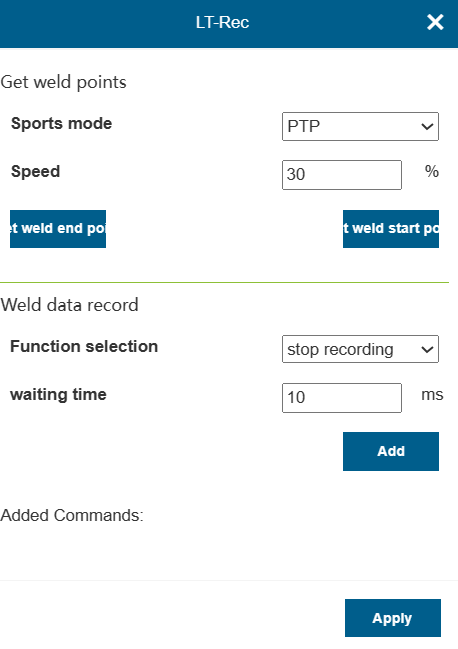 LT-Rec
Get weld points
Sports mode
PTP
Speed
30
%
et weld end poi
t weld start po
Weld data record
Function selection
stop recording
waiting time
10
ms
Add
Added Commands:
Apply